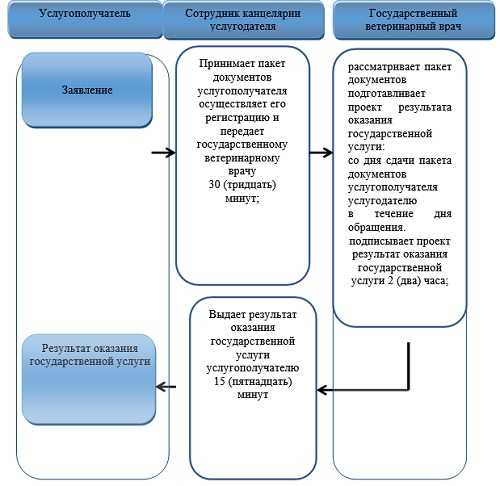 Услугополучатель
Сотрудник канцелярии
услугодателя
Государственный
ветеринарный врач
Заявление
Принимает пакет
документов
услугополучателя
осуществляет его
регистрацию и
передает
государственному
ветеринарному
врачу
30 (тридцать)
минут;
рассматривает пакет
документов
подготавливает
проект результата
оказания
государственной
услуги:
со дня сдачи пакета
документов
услугополучателя
услугодателю
в течение дня
обращения.
подписывает проект
результат оказания
государственной
услуги 2 (два) часа;
Выдает результат
оказания
государственной
услуги
услугополучателю
15 (пятнадцать)
минут
Результат оказания
государственной услуги